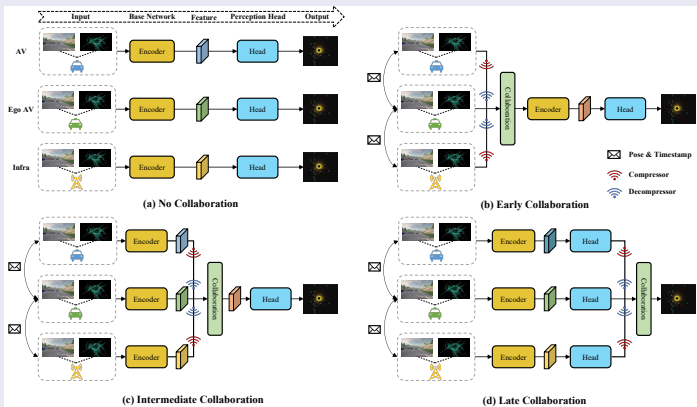 Input Base Network Feature Perception Head Output
AV
Encoder
Head
Ego AV
Encoder
Head
Infra
Encoder
Head
(a) No Collaboration
Collaboration
Encoder
Head
Pose & Timestamp
Compressor
Decompressor
(b) Early Collaboration
Encoder
Encoder
Encoder
Collaboration
Head
(c) Intermediate Collaboration
Encoder
Head
Encoder
Head
Encoder
Head
Collaboration
(d) Late Collaboration